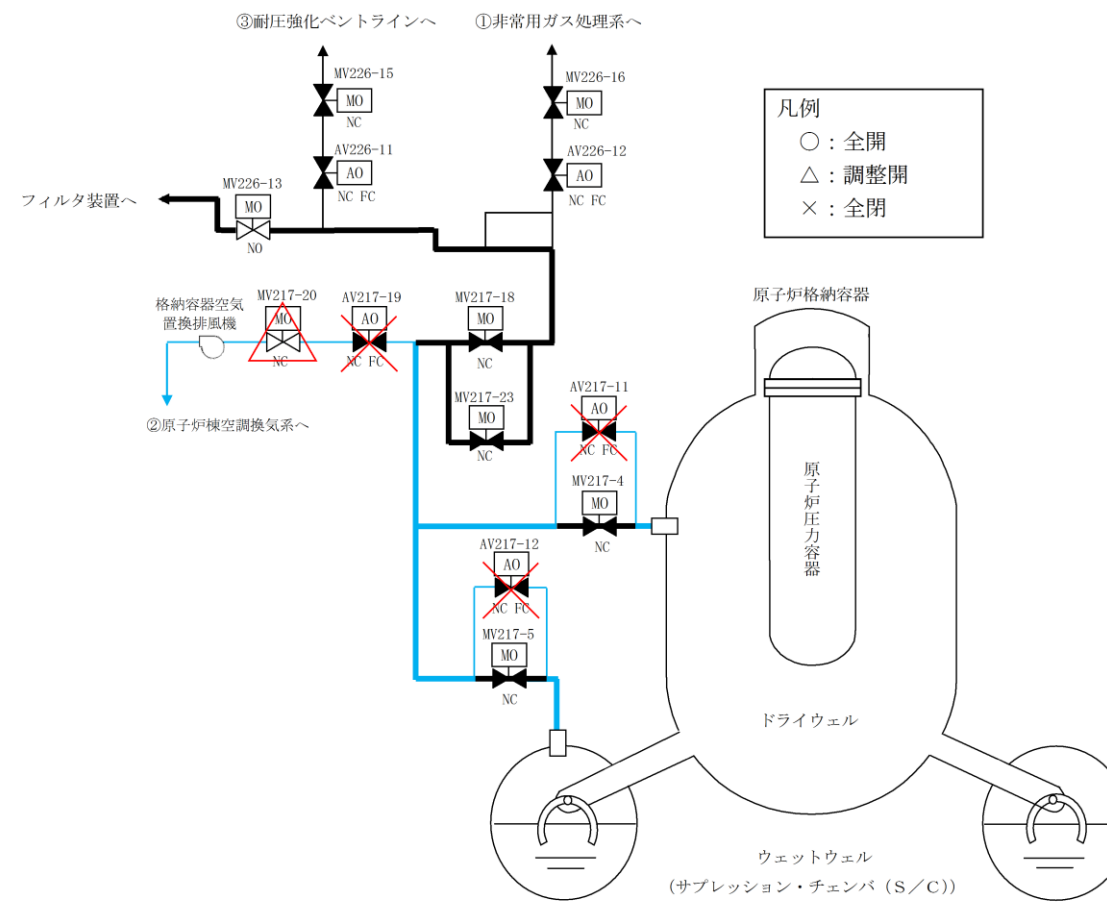 ③耐圧強化ベントラインへ
①非常用ガス処理系へ
MV226-15
MO
NC
MV226-16
MO
NC
AV226-11
AO
NC FC
AV226-12
AO
NC FC
凡例
○：全開
△：調整開
×：全閉
フィルタ装置へ
MV226-13
MO
NO
格納容器空気
置換排風機
MV217-20
MO
NC
AV217-19
AO
NC FC
MV217-18
MO
NC
原子炉格納容器
②原子炉棟空調換気系へ
MV217-23
MO
NC
AV217-11
AO
NC FC
MV217-4
MO
NC
原子炉圧力容器
AV217-12
AO
NC FC
MV217-5
MO
NC
ドライウェル
ウェットウェル
（サプレッション・チェンバ（S／C））